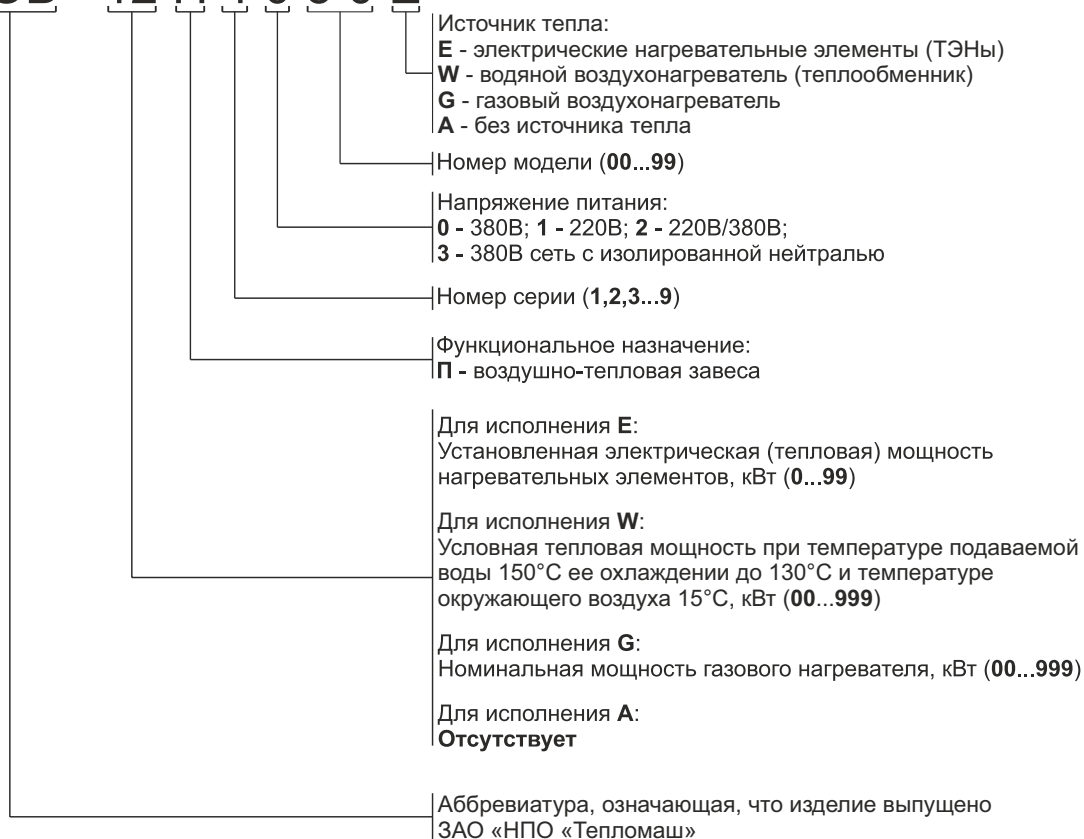 Источник тепла:
Е - электрические нагревательные элементы (ТЭНы)
W - водяной воздухонагреватель (теплообменник)
G - газовый воздухонагреватель
А - без источника тепла
Номер модели (00...99)
Напряжение питания:
0 - 380В; 1 - 220В; 2 - 220В/380В;
3 - 380В сеть с изолированной нейтралью
Номер серии (1,2,3...9)
Функциональное назначение:
П - воздушно-тепловая завеса
Для исполнения Е:
Установленная электрическая (тепловая) мощность
нагревательных элементов, кВт (0...99)
Для исполнения W:
Условная тепловая мощность при температуре подаваемой
воды 150°С ее охлаждении до 130°С и температуре
окружающего воздуха 15°С, кВт (00...999)
Для исполнения G:
Номинальная мощность газового нагревателя, кВт (00...999)
Для исполнения А:
Отсутствует
Аббревиатура, означающая, что изделие выпущено
ЗАО «НПО «Тепломаш»